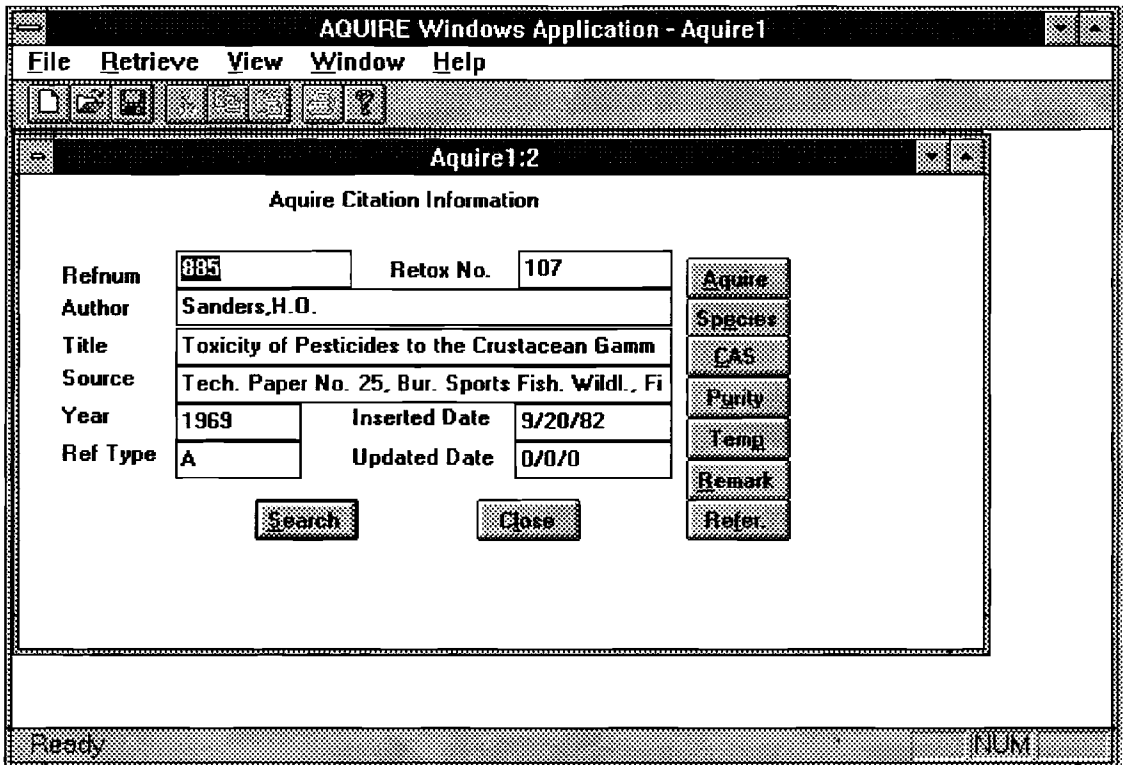 AQUIRE Windows Application - Aquire1
File Retrieve View Window Help
Aquire1:2
Aquire Citation Information
Refnum 885 Retox No. 107
Author Sanders,H.O.
Title Toxicity of Pesticides to the Crustacean Gamm
Source Tech. Paper No. 25, Bur. Sports Fish. Wildl., Fi
Year 1969 Inserted Date 9/20/82
Ref Type A Updated Date 0/0/0
Search Close
Aquire
Species
CAS
Purity
Temp
Remark
Refer.
Ready NUM